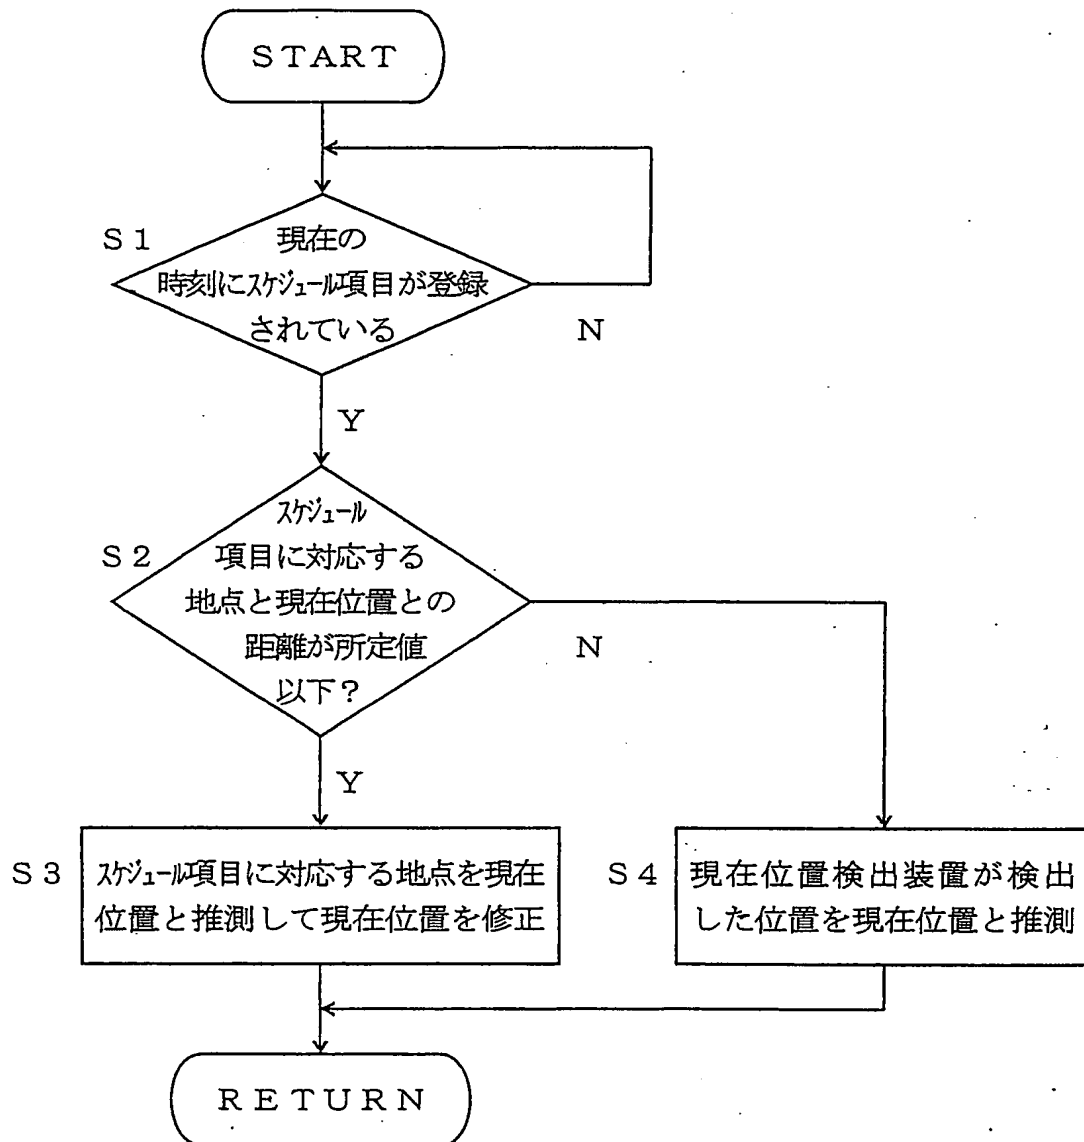 START
S1
現在の
時刻にスケジュール項目が登録
されている
N
Y
S2
スケジュール
項目に対応する
地点と現在位置との
距離が所定値
以下?
N
Y
S3
スケジュール項目に対応する地点を現在
位置と推測して現在位置を修正
S4
現在位置検出装置が検出
した位置を現在位置と推測
RETURN